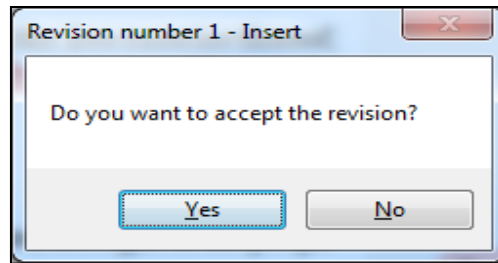 Revision number 1 - Insert
Do you want to accept the revision?
Yes
No